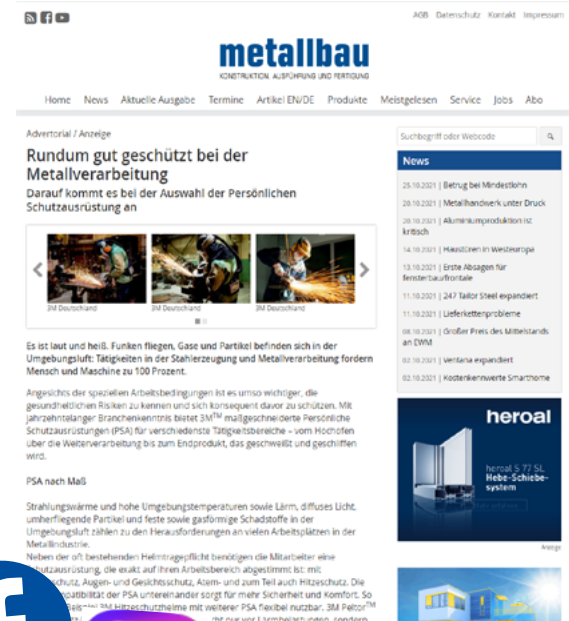 AGB Datenschutz Kontakt Impressum
metallbau
KONSTRUKTION, AUSFÜHRUNG UND FERTIGUNG
Home News Aktuelle Ausgabe Termine Artikel EN/DE Produkte Meistgelesen Service Jobs Abo
Advertorial / Anzeige
Rundum gut geschützt bei der
Metallverarbeitung
Darauf kommt es bei der Auswahl der Persönlichen
Schutzausrüstung an
3M Deutschland 3M Deutschland 3M Deutschland
Es ist laut und heiß. Funken fliegen, Gase und Partikel befinden sich in der
Umgebungsluft: Tätigkeiten in der Stahlerzeugung und Metallverarbeitung fordern
Mensch und Maschine zu 100 Prozent.
Angesichts der speziellen Arbeitsbedingungen ist es umso wichtiger, die
gesundheitlichen Risiken zu kennen und sich konsequent davor zu schützen. Mit
jahrzehntelanger Branchenkenntnis bietet 3M™ maßgeschneiderte Persönliche
Schutzausrüstungen (PSA) für verschiedenste Tätigkeitsbereiche – vom Hochofen
über die Weiterverarbeitung bis zum Endprodukt, das geschweißt und geschliffen
wird.
PSA nach Maß
Strahlungswärme und hohe Umgebungstemperaturen sowie Lärm, diffuses Licht,
umherfliegende Partikel und feste sowie gasförmige Schadstoffe in der
Umgebungsluft zählen zu den Herausforderungen an vielen Arbeitsplätzen in der
Metallindustrie.
Neben der oft bestehenden Helmtragepflicht benötigen die Mitarbeiter eine
hutzausrüstung, die exakt auf ihren Arbeitsbereich abgestimmt ist: mit
schutz, Augen- und Gesichtsschutz, Atem- und zum Teil auch Hitzeschutz. Die
patibilität der PSA untereinander sorgt für mehr Sicherheit und Komfort. So
Beispiel 3M Hitzeschutzhelme mit weiterer PSA flexibel nutzbar. 3M Peltor™
nur vor Lärmbelastungen, sondern
Suchbegriff oder Webcode
News
25.10.2021 | Betrug bei Mindestlohn
20.10.2021 | Metallhandwerk unter Druck
20.10.2021 | Aluminiumproduktion ist
kritisch
14.10.2021 | Haustüren in Westeuropa
13.10.2021 | Erste Absagen für
fensterbau/frontale
11.10.2021 | 247 Tailor Steel expandiert
11.10.2021 | Lieferkettenprobleme
08.10.2021 | Großer Preis des Mittelstands
an EWM
02.10.2021 | Ventana expandiert
02.10.2021 | Kostenkennwerte Smarthome
heroal
heroal S 77 SL
Hebe-Schiebe-
system
Anzeige